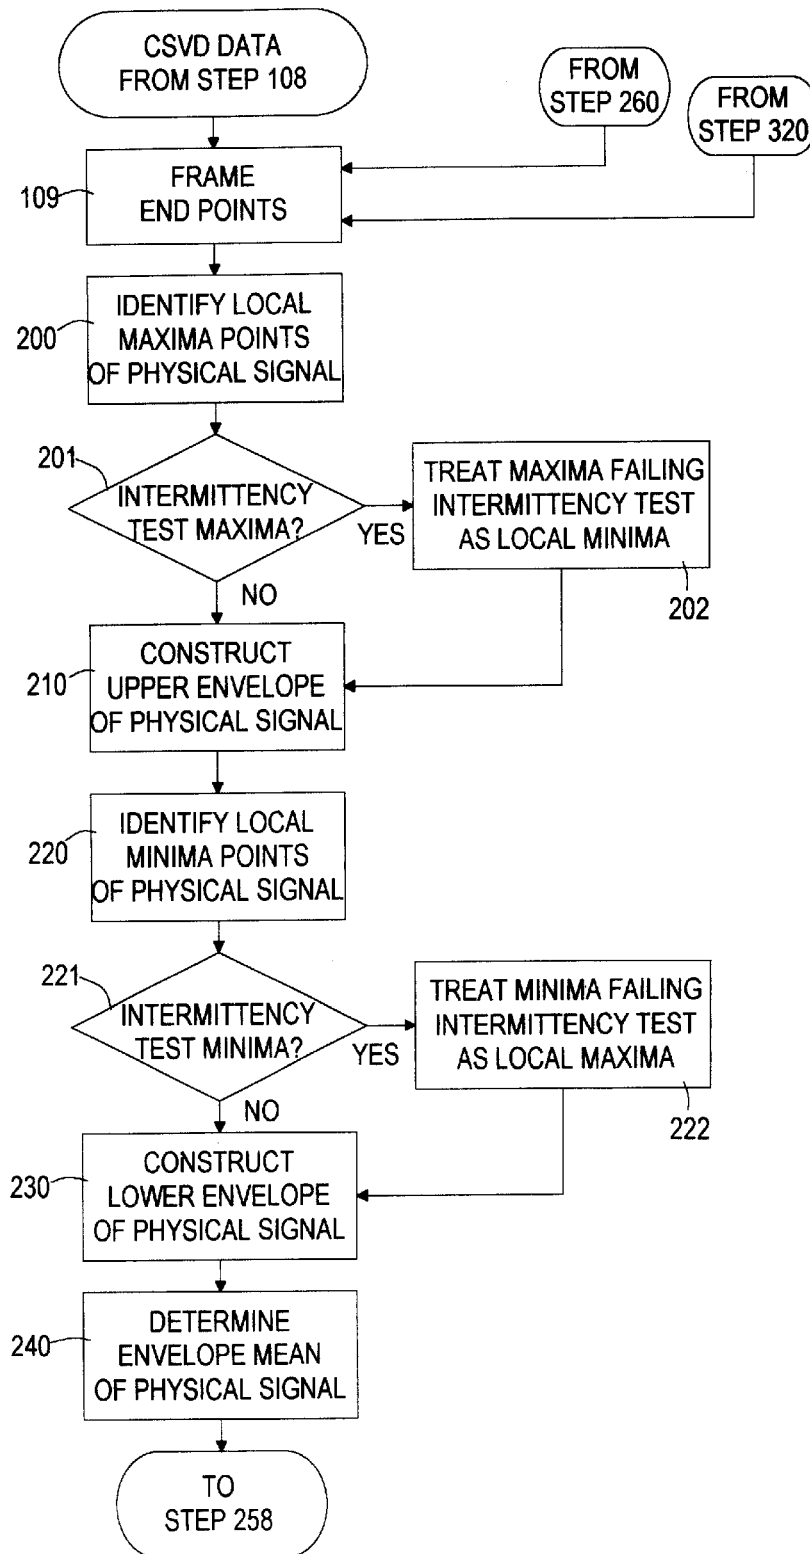 CSVD DATA
FROM STEP 108
FROM
STEP 260
FROM
STEP 320
109
FRAME
END POINTS
200
IDENTIFY LOCAL
MAXIMA POINTS
OF PHYSICAL SIGNAL
201
INTERMITTENCY
TEST MAXIMA?
YES
TREAT MAXIMA FAILING
INTERMITTENCY TEST
AS LOCAL MINIMA
202
NO
210
CONSTRUCT
UPPER ENVELOPE
OF PHYSICAL SIGNAL
220
IDENTIFY LOCAL
MINIMA POINTS
OF PHYSICAL SIGNAL
221
INTERMITTENCY
TEST MINIMA?
YES
TREAT MINIMA FAILING
INTERMITTENCY TEST
AS LOCAL MAXIMA
222
NO
230
CONSTRUCT
LOWER ENVELOPE
OF PHYSICAL SIGNAL
240
DETERMINE
ENVELOPE MEAN
OF PHYSICAL SIGNAL
TO
STEP 258